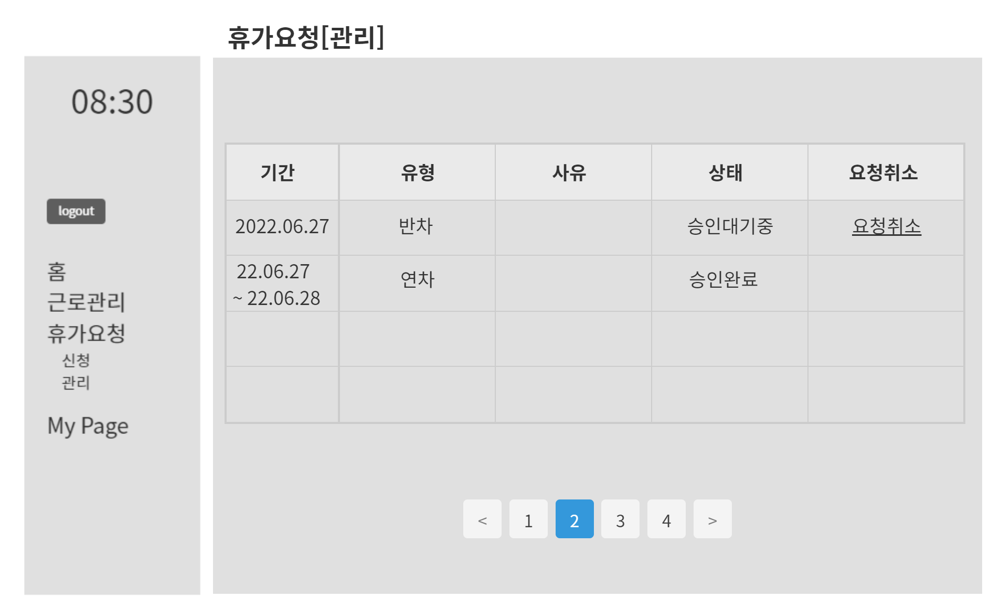 휴가요청[관리]
08:30
logout
홈
근로관리
휴가요청
신청
관리
My Page
기간 유형 사유 상태 요청취소
2022.06.27 반차 승인대기중 요청취소
22.06.27
~ 22.06.28 연차 승인완료
< 1 2 3 4 >